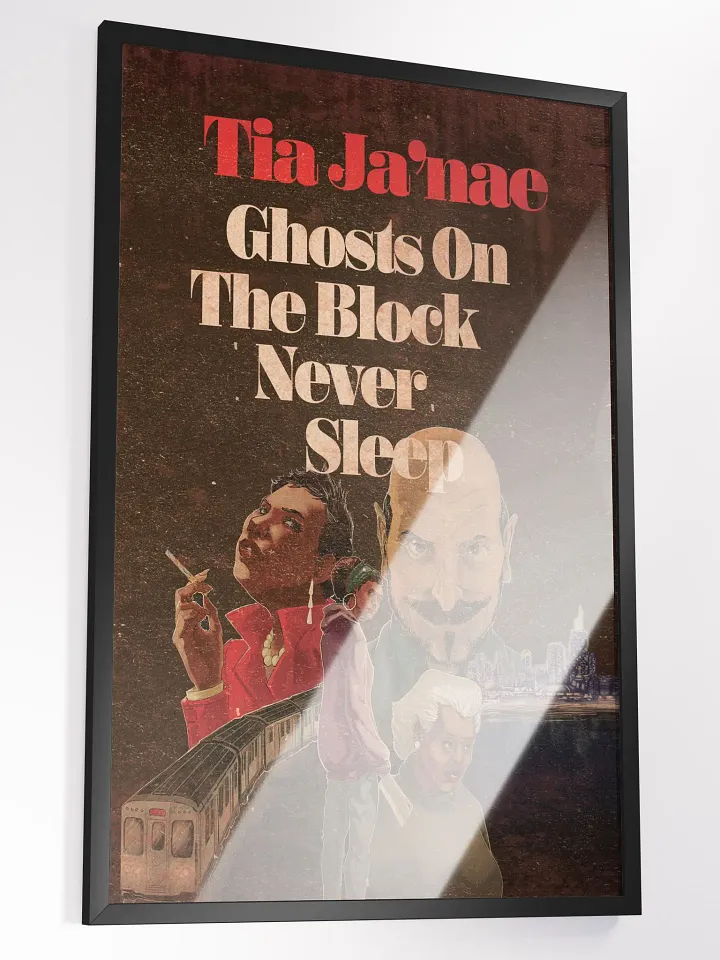 Tia Ja'nae
Ghosts On
The Block
Never
Sleep